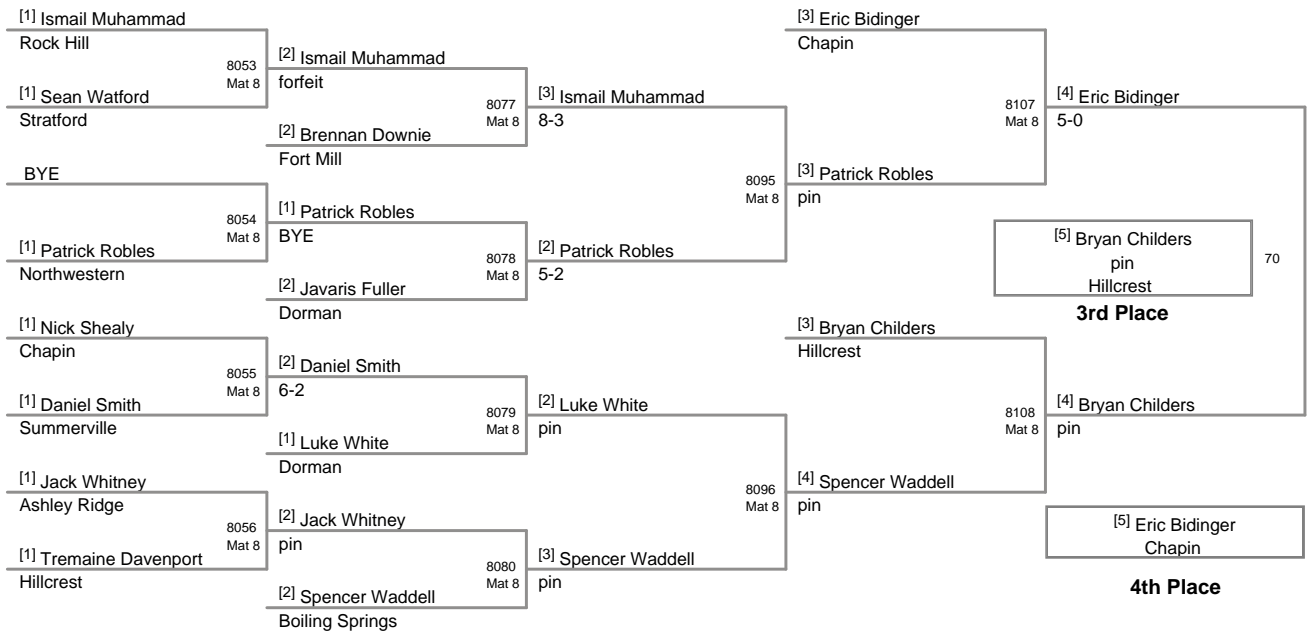 [1] Ismail Muhammad
Rock Hill
8053
Mat 8
[1] Sean Watford
Stratford
BYE
8054
Mat 8
[1] Patrick Robles
Northwestern
[1] Nick Shealy
Chapin
8055
Mat 8
[1] Daniel Smith
Summerville
[1] Jack Whitney
Ashley Ridge
8056
Mat 8
[1] Tremaine Davenport
Hillcrest
[2] Ismail Muhammad
forfeit
8077
Mat 8
[2] Brennan Downie
Fort Mill
[1] Patrick Robles
BYE
8078
Mat 8
[2] Javaris Fuller
Dorman
[2] Daniel Smith
6-2
8079
Mat 8
[1] Luke White
Dorman
[2] Jack Whitney
pin
8080
Mat 8
[2] Spencer Waddell
Boiling Springs
[3] Ismail Muhammad
8-3
8095
Mat 8
[2] Patrick Robles
5-2
[2] Luke White
pin
8096
Mat 8
[3] Spencer Waddell
pin
[3] Eric Bidinger
Chapin
8107
Mat 8
[3] Patrick Robles
pin
[3] Bryan Childers
Hillcrest
8108
Mat 8
[4] Spencer Waddell
pin
[4] Eric Bidinger
5-0
[5] Bryan Childers
pin
Hillcrest
70
3rd Place
[4] Bryan Childers
pin
[5] Eric Bidinger
Chapin
4th Place